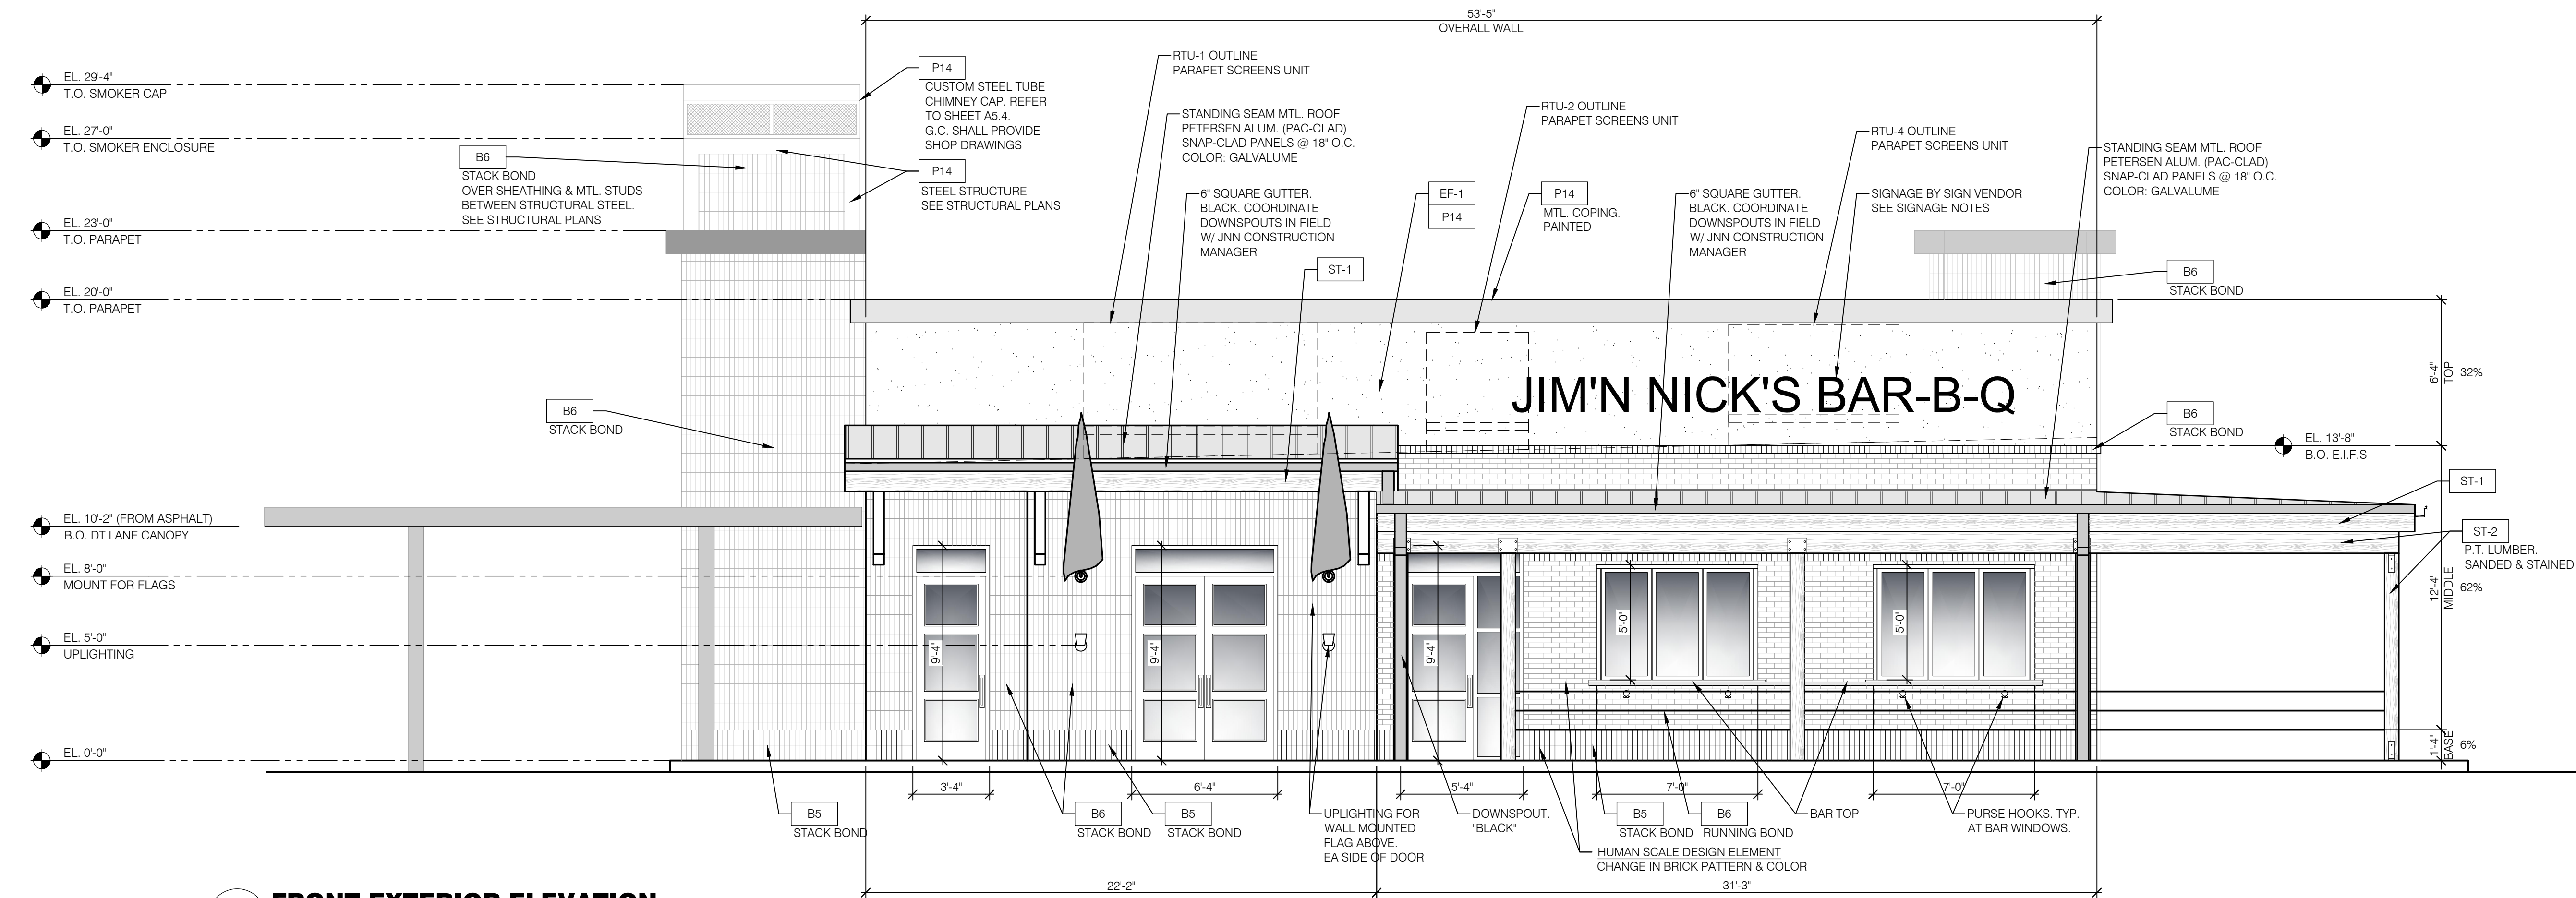 53'-5"
OVERALL WALL
EL. 29'-4"
T.O. SMOKER CAP
EL. 27'-0"
T.O. SMOKER ENCLOSURE
EL. 23'-0"
T.O. PARAPET
EL. 20'-0"
T.O. PARAPET
EL. 10'-2" (FROM ASPHALT)
B.O. DT LANE CANOPY
EL. 8'-0"
MOUNT FOR FLAGS
EL. 5'-0"
UPLIGHTING
EL. 0'-0"
B6
STACK BOND
OVER SHEATHING & MTL. STUDS
BETWEEN STRUCTURAL STEEL.
SEE STRUCTURAL PLANS
B6
STACK BOND
P14
CUSTOM STEEL TUBE
CHIMNEY CAP. REFER
TO SHEET A5.4.
G.C. SHALL PROVIDE
SHOP DRAWINGS
P14
STEEL STRUCTURE
SEE STRUCTURAL PLANS
RTU-1 OUTLINE
PARAPET SCREENS UNIT
STANDING SEAM MTL. ROOF
PETERSEN ALUM. (PAC-CLAD)
SNAP-CLAD PANELS @ 18" O.C.
COLOR: GALVALUME
6" SQUARE GUTTER.
BLACK. COORDINATE
DOWNSPOUTS IN FIELD
W/ JNN CONSTRUCTION
MANAGER
ST-1
EF-1
P14
RTU-2 OUTLINE
PARAPET SCREENS UNIT
P14
MTL. COPING.
PAINTED
6" SQUARE GUTTER.
BLACK. COORDINATE
DOWNSPOUTS IN FIELD
W/ JNN CONSTRUCTION
MANAGER
RTU-4 OUTLINE
PARAPET SCREENS UNIT
SIGNAGE BY SIGN VENDOR
SEE SIGNAGE NOTES
STANDING SEAM MTL. ROOF
PETERSEN ALUM. (PAC-CLAD)
SNAP-CLAD PANELS @ 18" O.C.
COLOR: GALVALUME
B6
STACK BOND
JIM'N NICK'S BAR-B-Q
6'-4"
TOP
32%
B6
STACK BOND
EL. 13'-8"
B.O. E.I.F.S
ST-1
ST-2
P.T. LUMBER.
SANDED & STAINED
12'-4"
MIDDLE
62%
1'-4"
BASE
6%
9'-4"
9'-4"
9'-4"
5'-0"
5'-0"
3'-4"
6'-4"
5'-4"
7'-0"
7'-0"
B5
STACK BOND
B6
STACK BOND
B5
STACK BOND
UPLIGHTING FOR
WALL MOUNTED
FLAG ABOVE.
EA SIDE OF DOOR
DOWNSPOUT.
"BLACK"
B5
STACK BOND
B6
RUNNING BOND
BAR TOP
PURSE HOOKS. TYP.
AT BAR WINDOWS.
HUMAN SCALE DESIGN ELEMENT
CHANGE IN BRICK PATTERN & COLOR
22'-2"
31'-3"
FRONT EXTERIOR ELEVATION